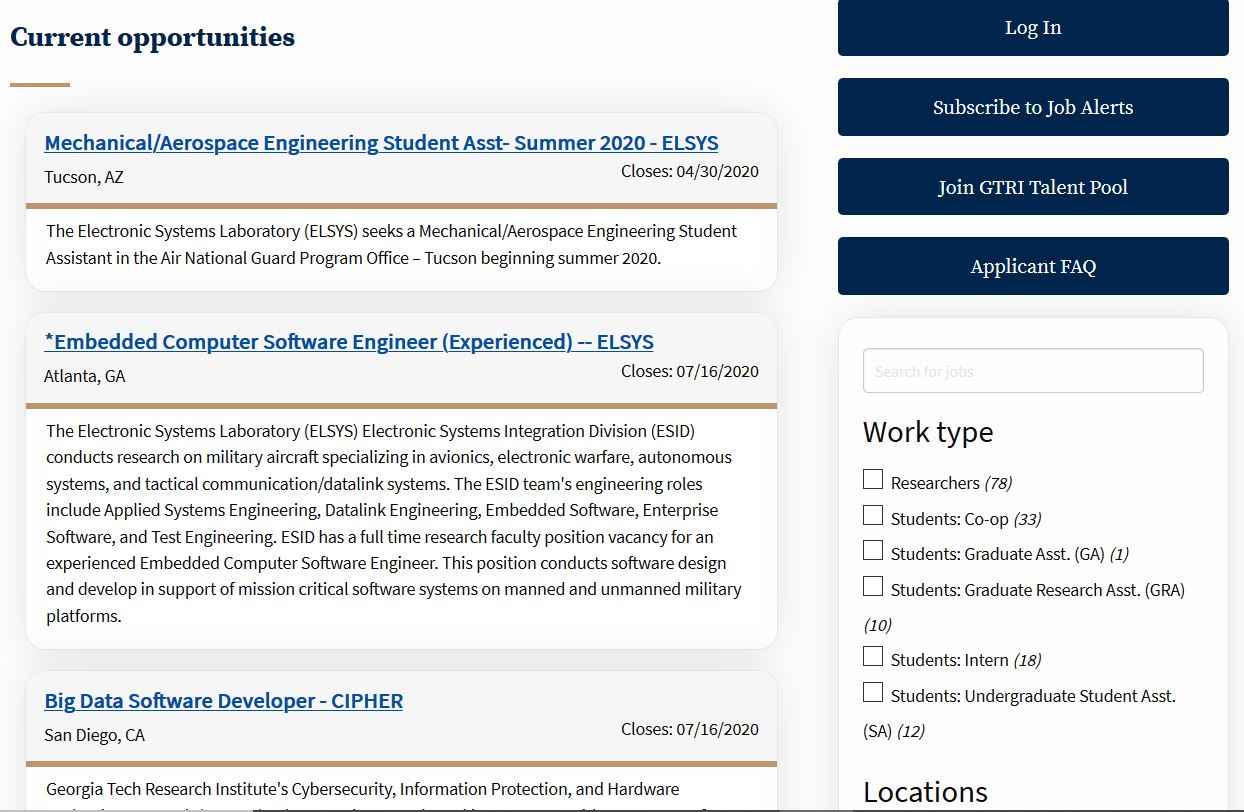 Current opportunities
Mechanical/Aerospace Engineering Student Asst- Summer 2020 - ELSYS
Tucson, AZ
Closes: 04/30/2020
The Electronic Systems Laboratory (ELSYS) seeks a Mechanical/Aerospace Engineering Student
Assistant in the Air National Guard Program Office – Tucson beginning summer 2020.
*Embedded Computer Software Engineer (Experienced) -- ELSYS
Atlanta, GA
Closes: 07/16/2020
The Electronic Systems Laboratory (ELSYS) Electronic Systems Integration Division (ESID)
conducts research on military aircraft specializing in avionics, electronic warfare, autonomous
systems, and tactical communication/datalink systems. The ESID team's engineering roles
include Applied Systems Engineering, Datalink Engineering, Embedded Software, Enterprise
Software, and Test Engineering. ESID has a full time research faculty position vacancy for an
experienced Embedded Computer Software Engineer. This position conducts software design
and develop in support of mission critical software systems on manned and unmanned military
platforms.
Big Data Software Developer - CIPHER
San Diego, CA
Closes: 07/16/2020
Georgia Tech Research Institute's Cybersecurity, Information Protection, and Hardware
Log In
Subscribe to Job Alerts
Join GTRI Talent Pool
Applicant FAQ
Search for jobs
Work type
Researchers (78)
Students: Co-op (33)
Students: Graduate Asst. (GA) (1)
Students: Graduate Research Asst. (GRA)
(10)
Students: Intern (18)
Students: Undergraduate Student Asst.
(SA) (12)
Locations